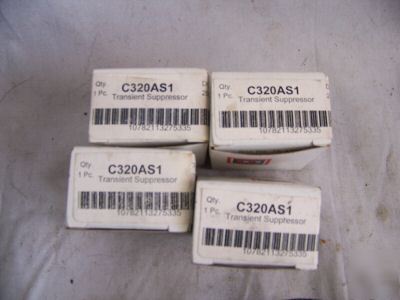 Qty. C320AS1 D
1 Pc. Transient Suppressor 2
10782113275335
Qty. C320AS1 D
1 Pc. Transient Suppressor
10782113275335
Qty. C320AS1
1 Pc. Transient Suppressor
10782113275335
Qty. C320AS1
1 Pc. Transient Suppressor
10782113275335